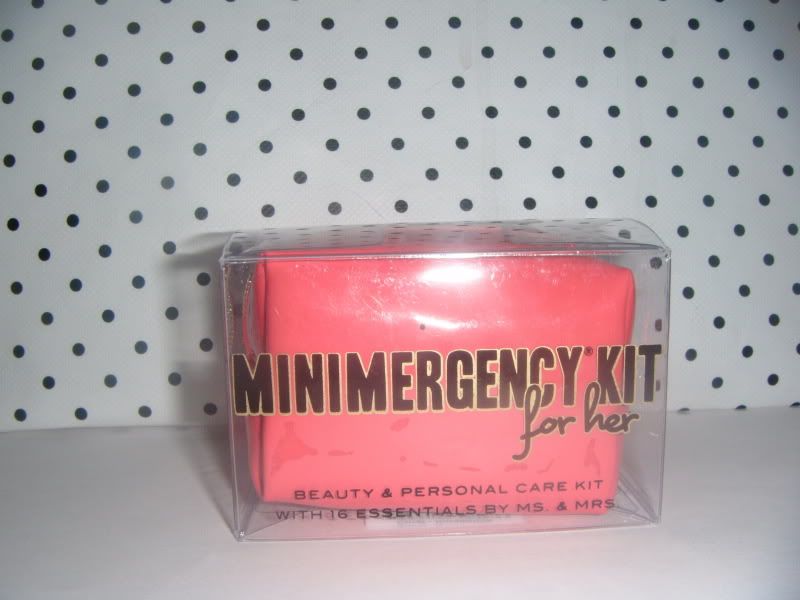 MINIMERGENCY® KIT
for her
BEAUTY & PERSONAL CARE KIT
WITH 16 ESSENTIALS BY MS. & MRS.